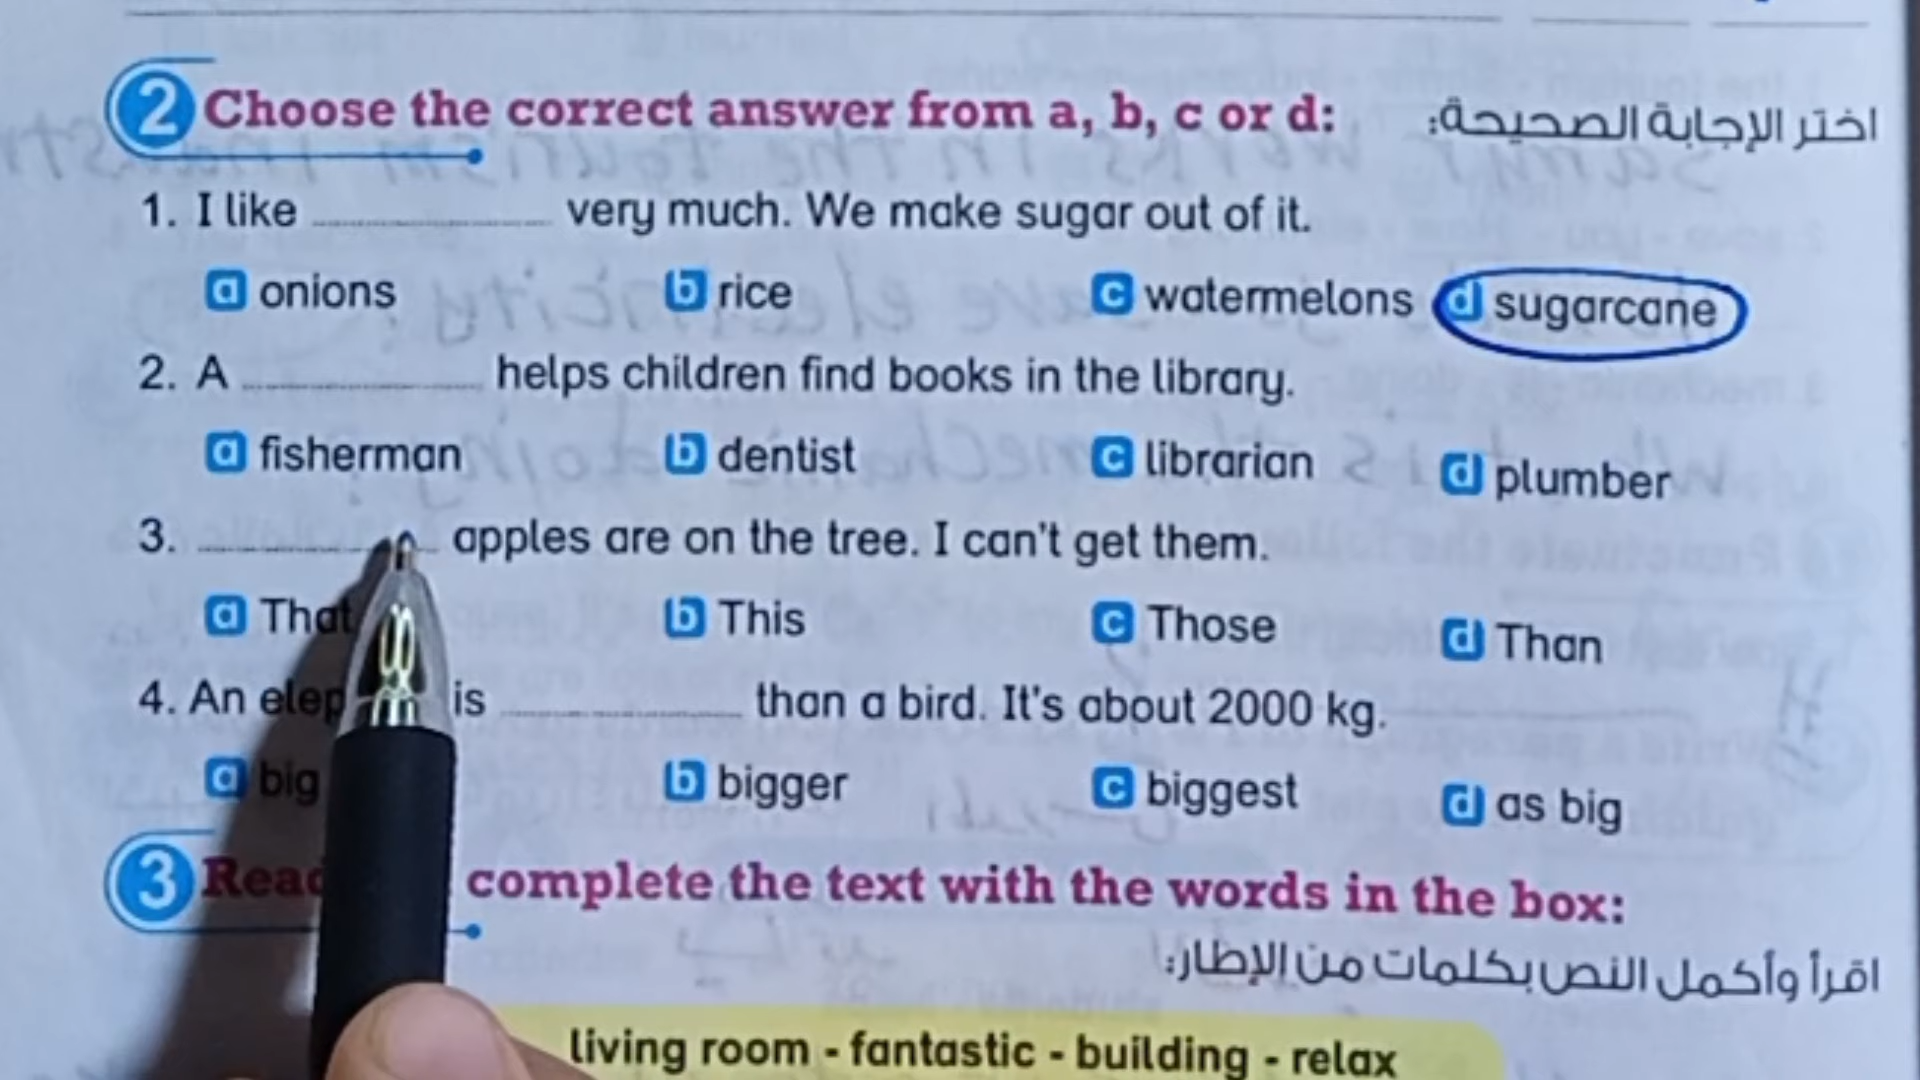 2 Choose the correct answer from a, b, c or d: اختر الإجابة الصحيحة:
1. I like ........ very much. We make sugar out of it.
a onions b rice c watermelons d sugarcane
2. A ........ helps children find books in the library.
a fisherman b dentist c librarian d plumber
3. ........ apples are on the tree. I can't get them.
a That b This c Those d Than
4. An is ........ than a bird. It's about 2000 kg.
a big b bigger c biggest d as big
3 complete the text with the words in the box:
اقرأ وأكمل النص بكلمات من الإطار:
living room - fantastic - building - relax